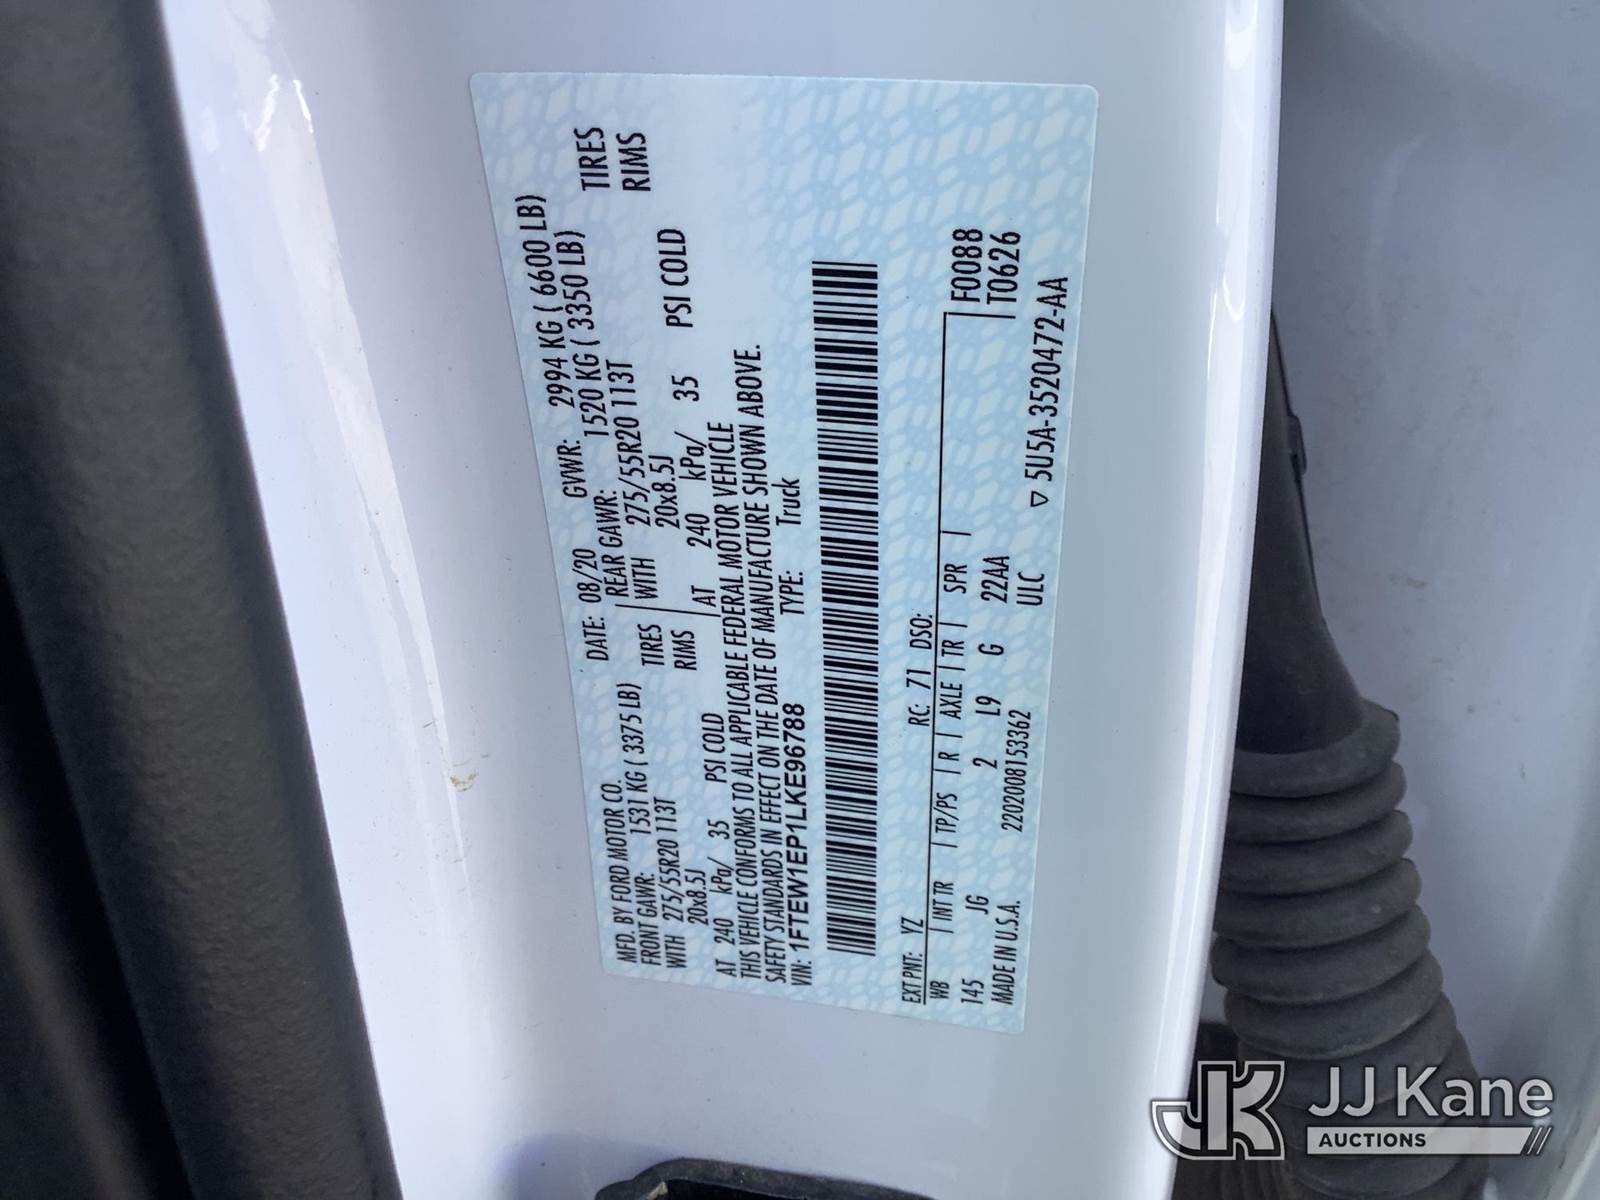 MFD. BY FORD MOTOR CO. DATE: 08/20 GVWR: 2994 KG ( 6600 LB)
FRONT GAWR: 1531 KG ( 3375 LB) REAR GAWR: 1520 KG ( 3350 LB)
WITH 275/55R20 113T TIRES WITH 275/55R20 113T TIRES
20x8.5J RIMS 20x8.5J RIMS
AT 240 kPa/ 35 PSI COLD AT 240 kPa/ 35 PSI COLD
THIS VEHICLE CONFORMS TO ALL APPLICABLE FEDERAL MOTOR VEHICLE
SAFETY STANDARDS IN EFFECT ON THE DATE OF MANUFACTURE SHOWN ABOVE.
VIN: 1FTEW1EP1LKE96788 TYPE: Truck
EXT PNT: YZ RC: 71 DSO: F0088
WB INT TR TP/PS R AXLE TR SPR T0626
145 JG 2 L9 G 22AA
MADE IN U.S.A. 22020081533​62 ULC ▽ 5U5A-3520472-AA
JK JJ Kane
AUCTIONS